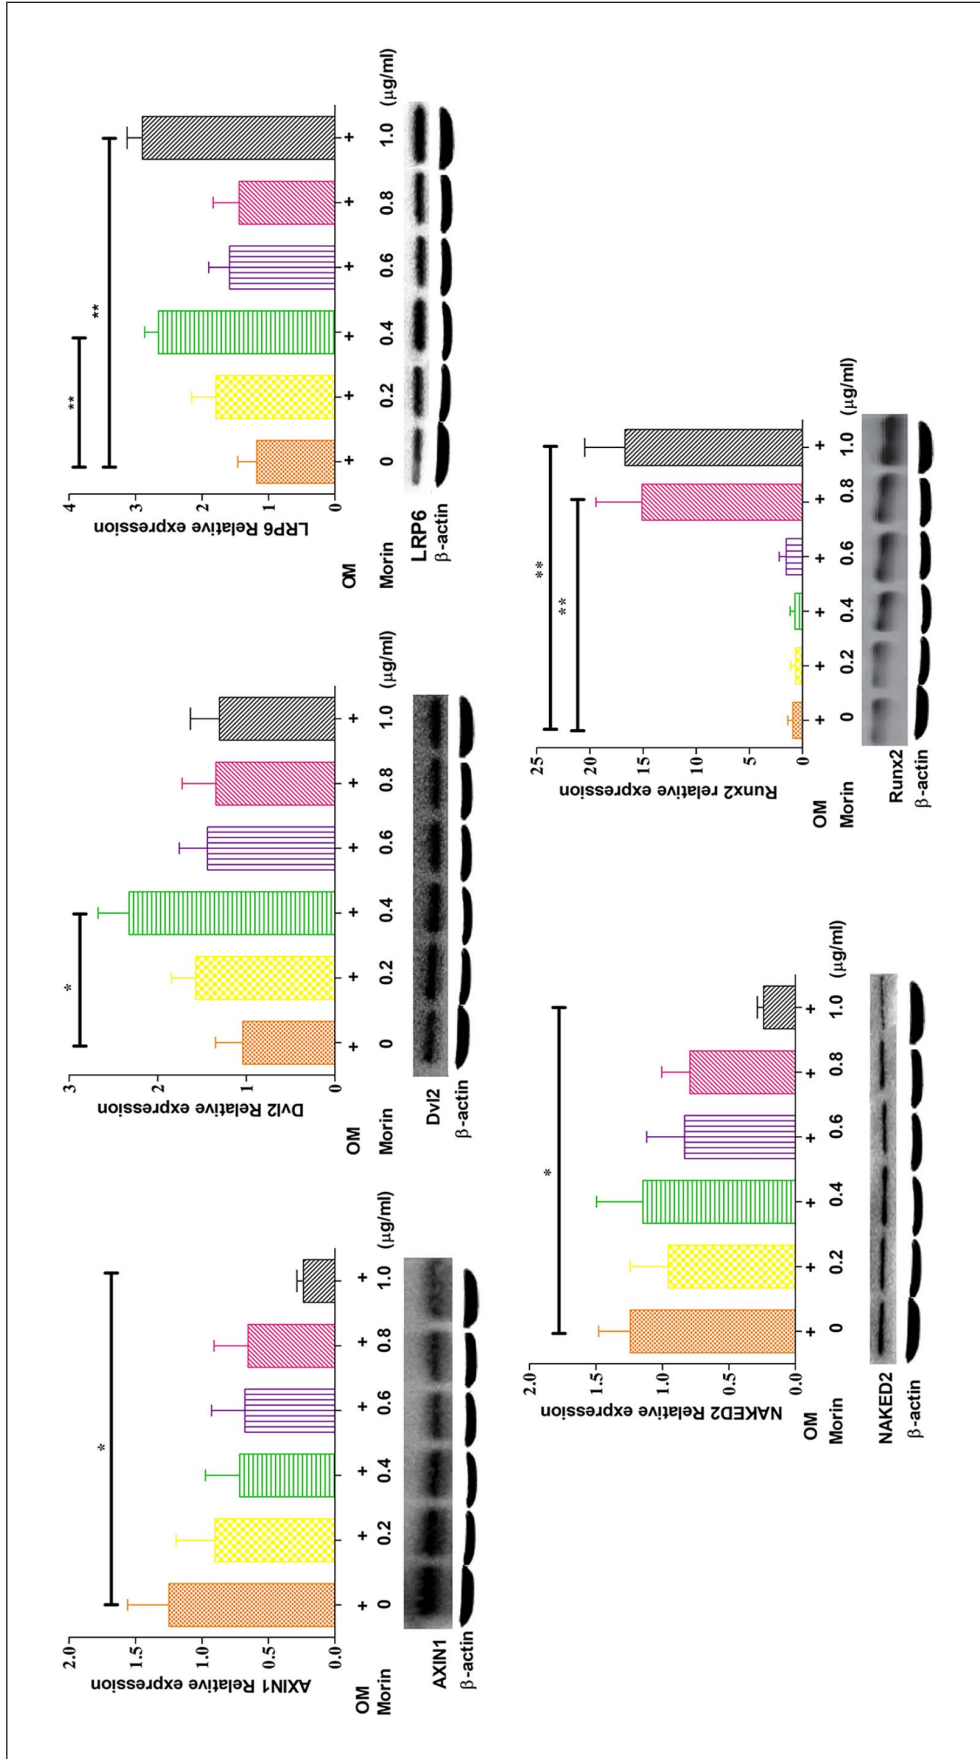 AXIN1 Relative expression
2.0
1.5
1.0
0.5
0.0
*
OM + + + + + +
Morin 0 0.2 0.4 0.6 0.8 1.0 (μg/ml)
AXIN1
β-actin
Dvl2 Relative expression
3
2
1
0
*
OM + + + + + +
Morin 0 0.2 0.4 0.6 0.8 1.0 (μg/ml)
Dvl2
β-actin
LRP6 Relative expression
4
3
2
1
0
**
**
OM + + + + + +
Morin 0 0.2 0.4 0.6 0.8 1.0 (μg/ml)
LRP6
β-actin
NAKED2 Relative expression
2.0
1.5
1.0
0.5
0.0
*
OM + + + + + +
Morin 0 0.2 0.4 0.6 0.8 1.0 (μg/ml)
NAKED2
β-actin
Runx2 relative expression
25
20
15
10
5
0
**
**
OM + + + + + +
Morin 0 0.2 0.4 0.6 0.8 1.0 (μg/ml)
Runx2
β-actin